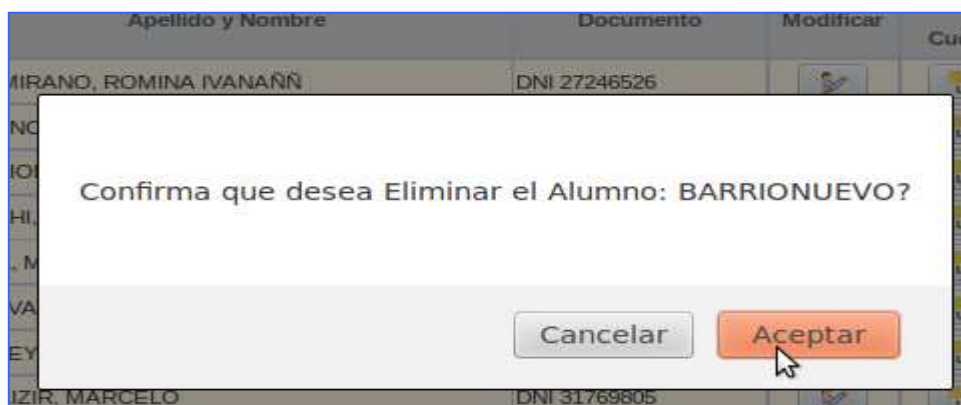 Apellido y Nombre Documento Modificar
MIRANO, ROMINA IVANAÑÑ DNI 27246526
Confirma que desea Eliminar el Alumno: BARRIONUEVO?
Cancelar Aceptar
IZIR, MARCELO DNI 31769805